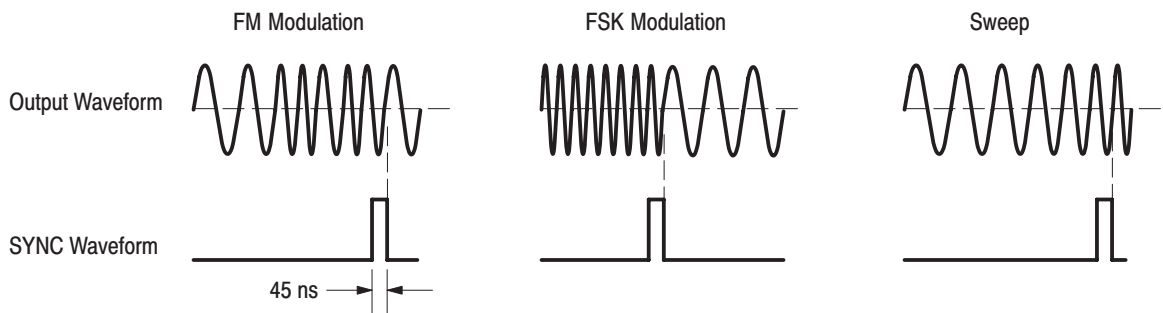 FM Modulation
FSK Modulation
Sweep
Output Waveform
SYNC Waveform
45 ns